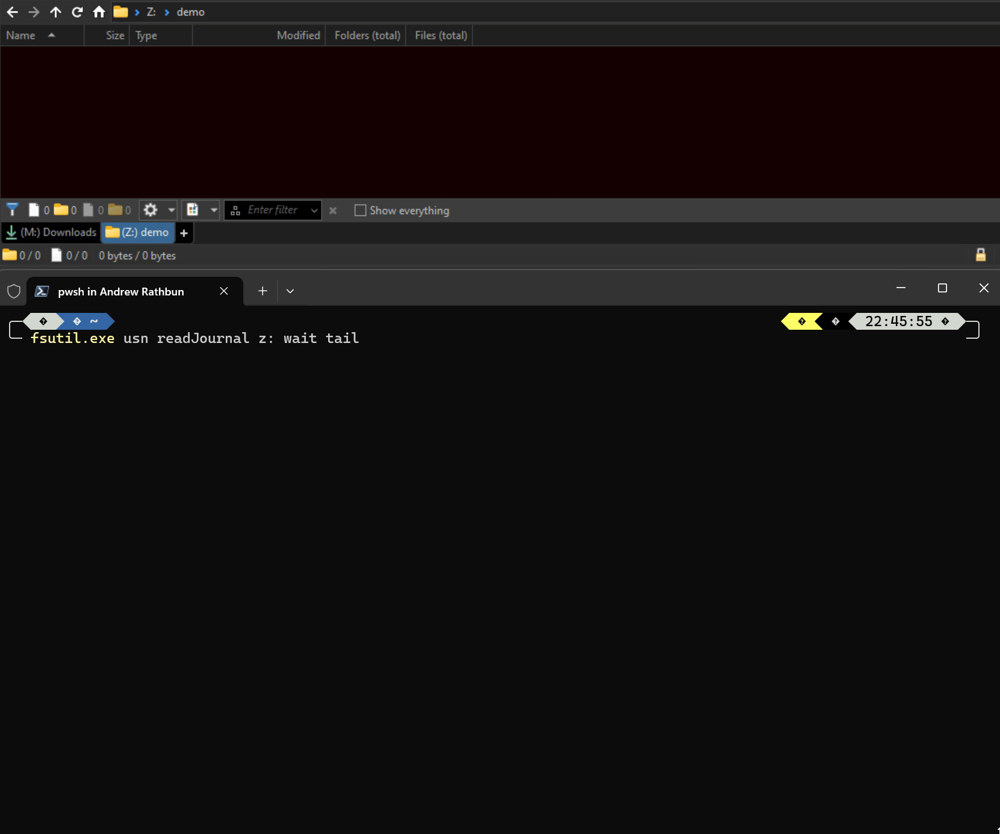 Z: demo
Name Size Type Modified Folders (total) Files (total)
0 0 0 0 Enter filter Show everything
(M:) Downloads (Z:) demo +
0 / 0 0 / 0 0 bytes / 0 bytes
pwsh in Andrew Rathbun
� � ~ � � 22:45:55 �
fsutil.exe usn readJournal z: wait tail